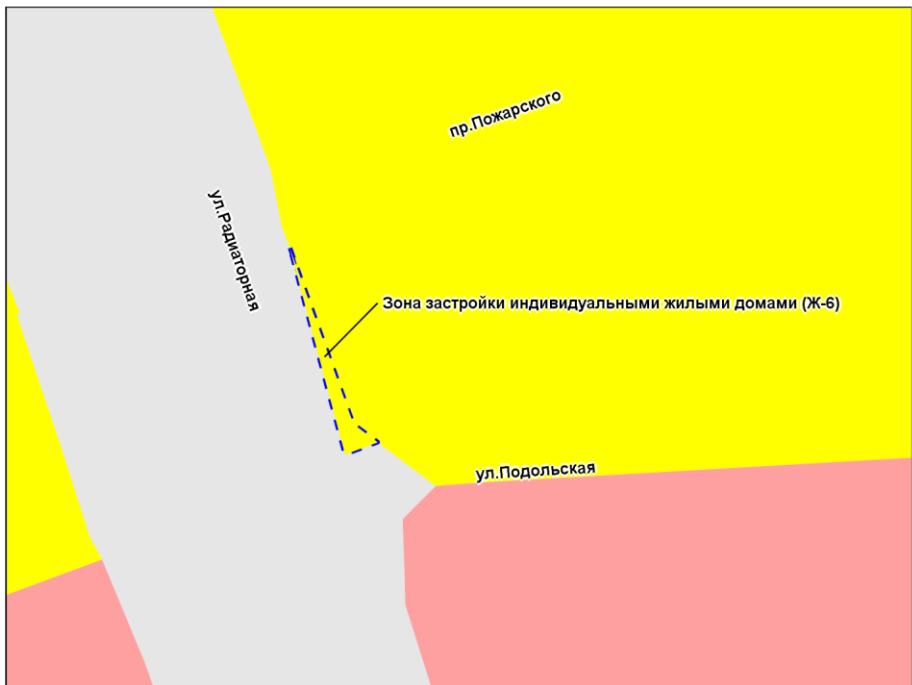 пр.Пожарского
ул.Радиаторная
Зона застройки индивидуальными жилыми домами (Ж-6)
ул.Подольская